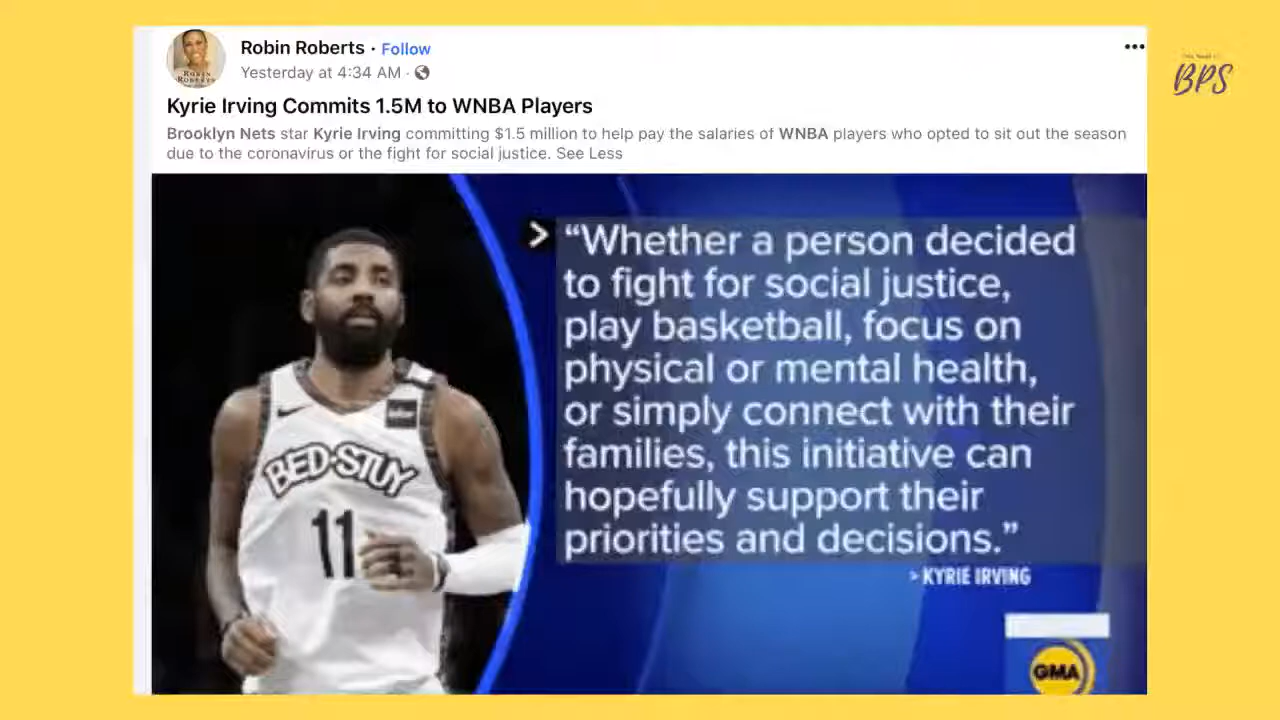 Robin Roberts · Follow
Yesterday at 4:34 AM ·
BPS
Kyrie Irving Commits 1.5M to WNBA Players
Brooklyn Nets star Kyrie Irving committing $1.5 million to help pay the salaries of WNBA players who opted to sit out the season
due to the coronavirus or the fight for social justice. See Less
“Whether a person decided
to fight for social justice,
play basketball, focus on
physical or mental health,
or simply connect with their
families, this initiative can
hopefully support their
priorities and decisions.”
> KYRIE IRVING
BED-STUY
11
GMA